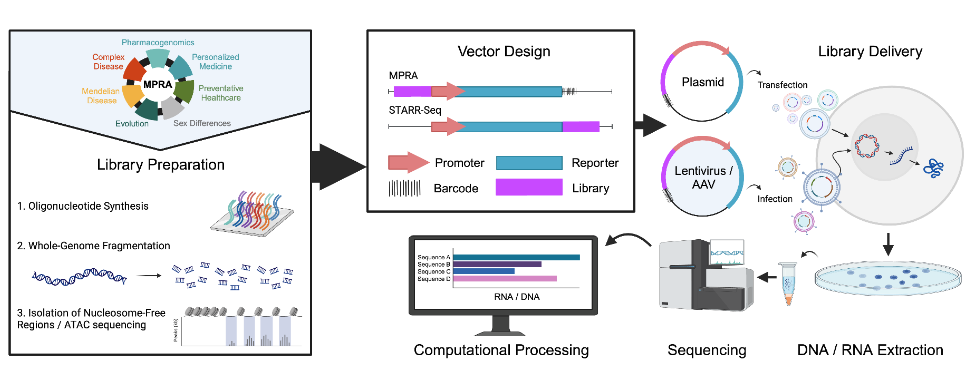 Pharmacogenomics
Complex
Disease
Personalized
Medicine
MPRA
Mendelian
Disease
Preventative
Healthcare
Evolution
Sex Differences
Library Preparation
1. Oligonucleotide Synthesis
2. Whole-Genome Fragmentation
3. Isolation of Nucleosome-Free
Regions / ATAC sequencing
Vector Design
MPRA
STARR-Seq
Promoter
Reporter
Barcode
Library
Plasmid
Lentivirus /
AAV
Library Delivery
Transfection
Infection
DNA / RNA Extraction
Sequencing
Sequence A
Sequence B
Sequence C
Sequence C
RNA / DNA
Computational Processing